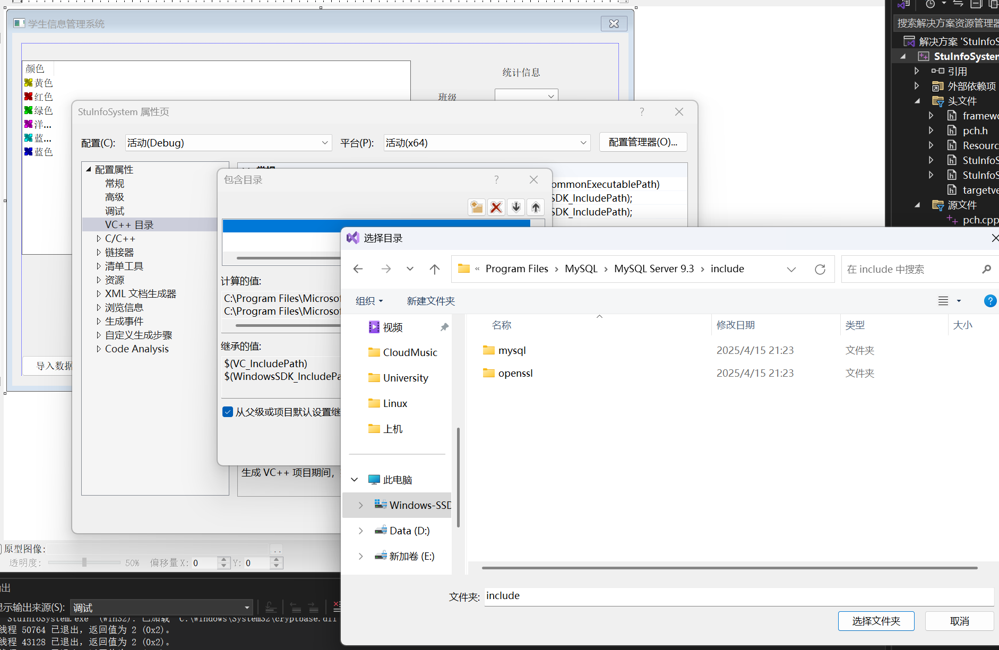 学生信息管理系统
颜色
黄色
红色
绿色
洋...
蓝...
蓝色
统计信息
班级
导入数据
原型图像:
透明度:
50%
偏移量 X:
0
Y:
0
StuInfoSystem 属性页
配置(C):
活动(Debug)
平台(P):
活动(x64)
配置管理器(O)...
配置属性
常规
高级
调试
VC++ 目录
C/C++
链接器
清单工具
资源
XML 文档生成器
浏览信息
生成事件
自定义生成步骤
Code Analysis
ommonExecutablePath)
SDK_IncludePath);
SDK_IncludePath);
生成 VC++ 项目期间，
包含目录
计算的值:
C:\Program Files\Microsof
C:\Program Files\Microsof
继承的值:
$(VC_IncludePath)
$(WindowsSDK_IncludePa
从父级或项目默认设置继
选择目录
« Program Files › MySQL › MySQL Server 9.3 › include
在 include 中搜索
组织
新建文件夹
视频
CloudMusic
University
Linux
上机
此电脑
Windows-SSD
Data (D:)
新加卷 (E:)
名称 修改日期 类型 大小
mysql 2025/4/15 21:23 文件夹
openssl 2025/4/15 21:23 文件夹
文件夹:
include
选择文件夹
取消
搜索解决方案资源管理器
解决方案 'StuInfoS
StuInfoSystem
引用
外部依赖项
头文件
framewo
pch.h
Resourc
StuInfoS
StuInfoS
targetve
源文件
pch.cpp
出
显示输出来源(S):
调试
StuInfoSystem.exe" (Win32): 已加载 "C:\Windows\System32\cryptbase.dll"
线程 50764 已退出，返回值为 2 (0x2)。
线程 43128 已退出，返回值为 2 (0x2)。